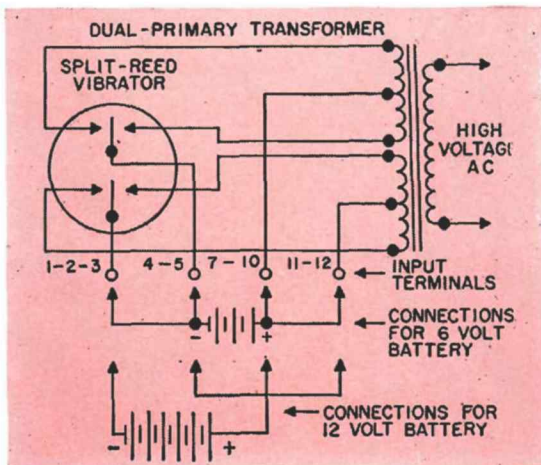 DUAL-PRIMARY TRANSFORMER
SPLIT-REED
VIBRATOR
HIGH
VOLTAGE
AC
1-2-3
4-5
7-10
11-12
INPUT
TERMINALS
- +
CONNECTIONS
FOR 6 VOLT
BATTERY
- +
CONNECTIONS FOR
12 VOLT BATTERY